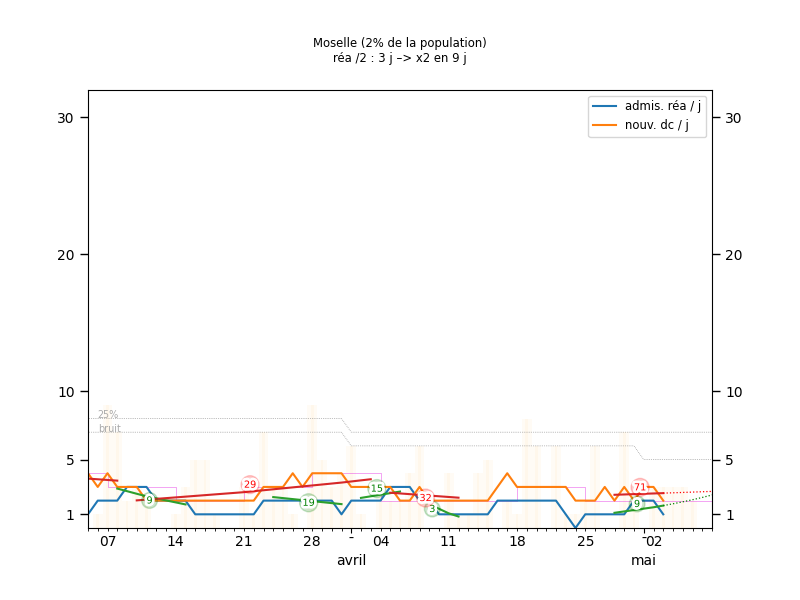 Moselle (2% de la population)
réa /2 : 3 j –> x2 en 9 j
admis. réa / j
nouv. dc / j
30 30
20 20
10 10
25%
bruit
5 5
29 71
9 19 15 32 3 9
1 1
07 14 21 28 - 04 11 18 25 - 02
avril mai